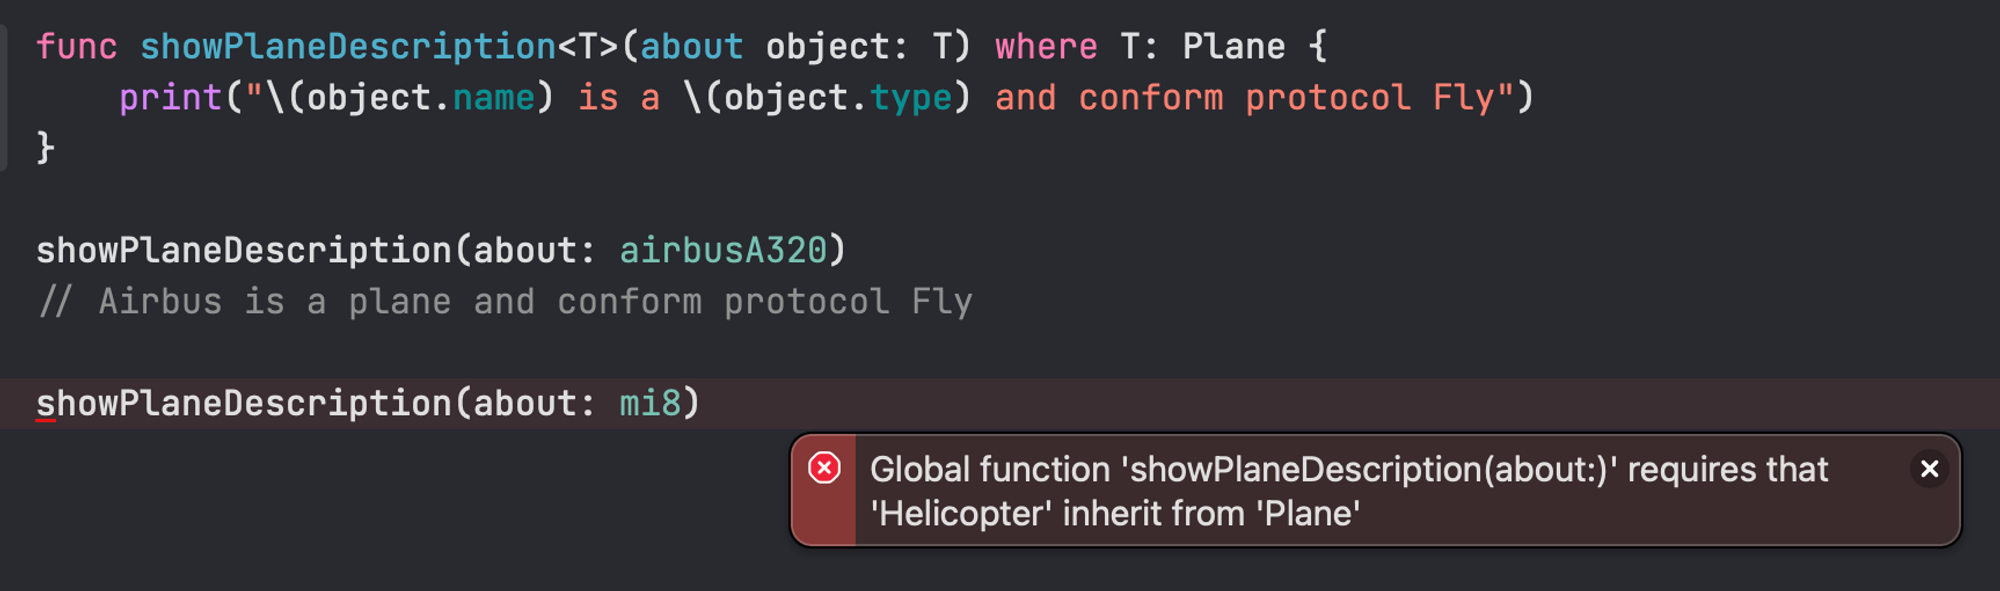 func showPlaneDescription<T>(about object: T) where T: Plane {
    print("\(object.name) is a \(object.type) and conform protocol Fly")
}
showPlaneDescription(about: airbusA320)
// Airbus is a plane and conform protocol Fly
showPlaneDescription(about: mi8)
Global function 'showPlaneDescription(about:)' requires that
'Helicopter' inherit from 'Plane'